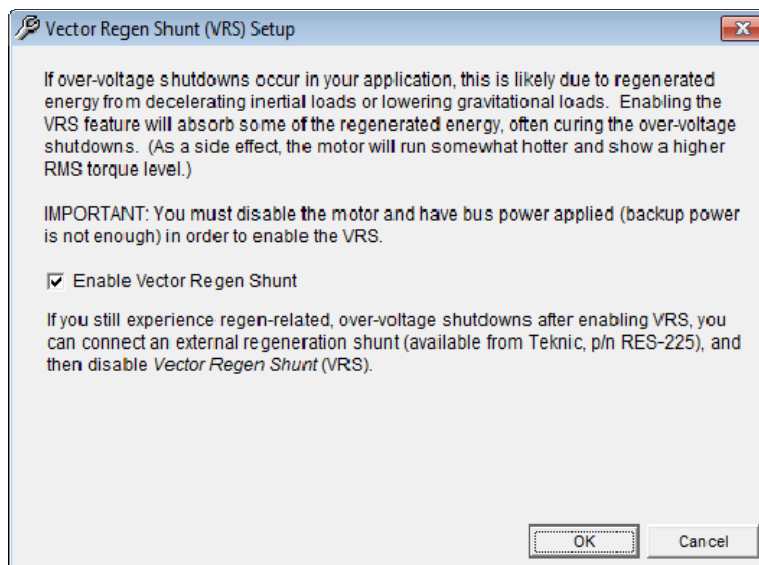 Vector Regen Shunt (VRS) Setup
If over-voltage shutdowns occur in your application, this is likely due to regenerated
energy from decelerating inertial loads or lowering gravitational loads.  Enabling the
VRS feature will absorb some of the regenerated energy, often curing the over-voltage
shutdowns.  (As a side effect, the motor will run somewhat hotter and show a higher
RMS torque level.)
IMPORTANT: You must disable the motor and have bus power applied (backup power
is not enough) in order to enable the VRS.
Enable Vector Regen Shunt
If you still experience regen-related, over-voltage shutdowns after enabling VRS, you
can connect an external regeneration shunt (available from Teknic, p/n RES-225), and
then disable Vector Regen Shunt (VRS).
OK
Cancel